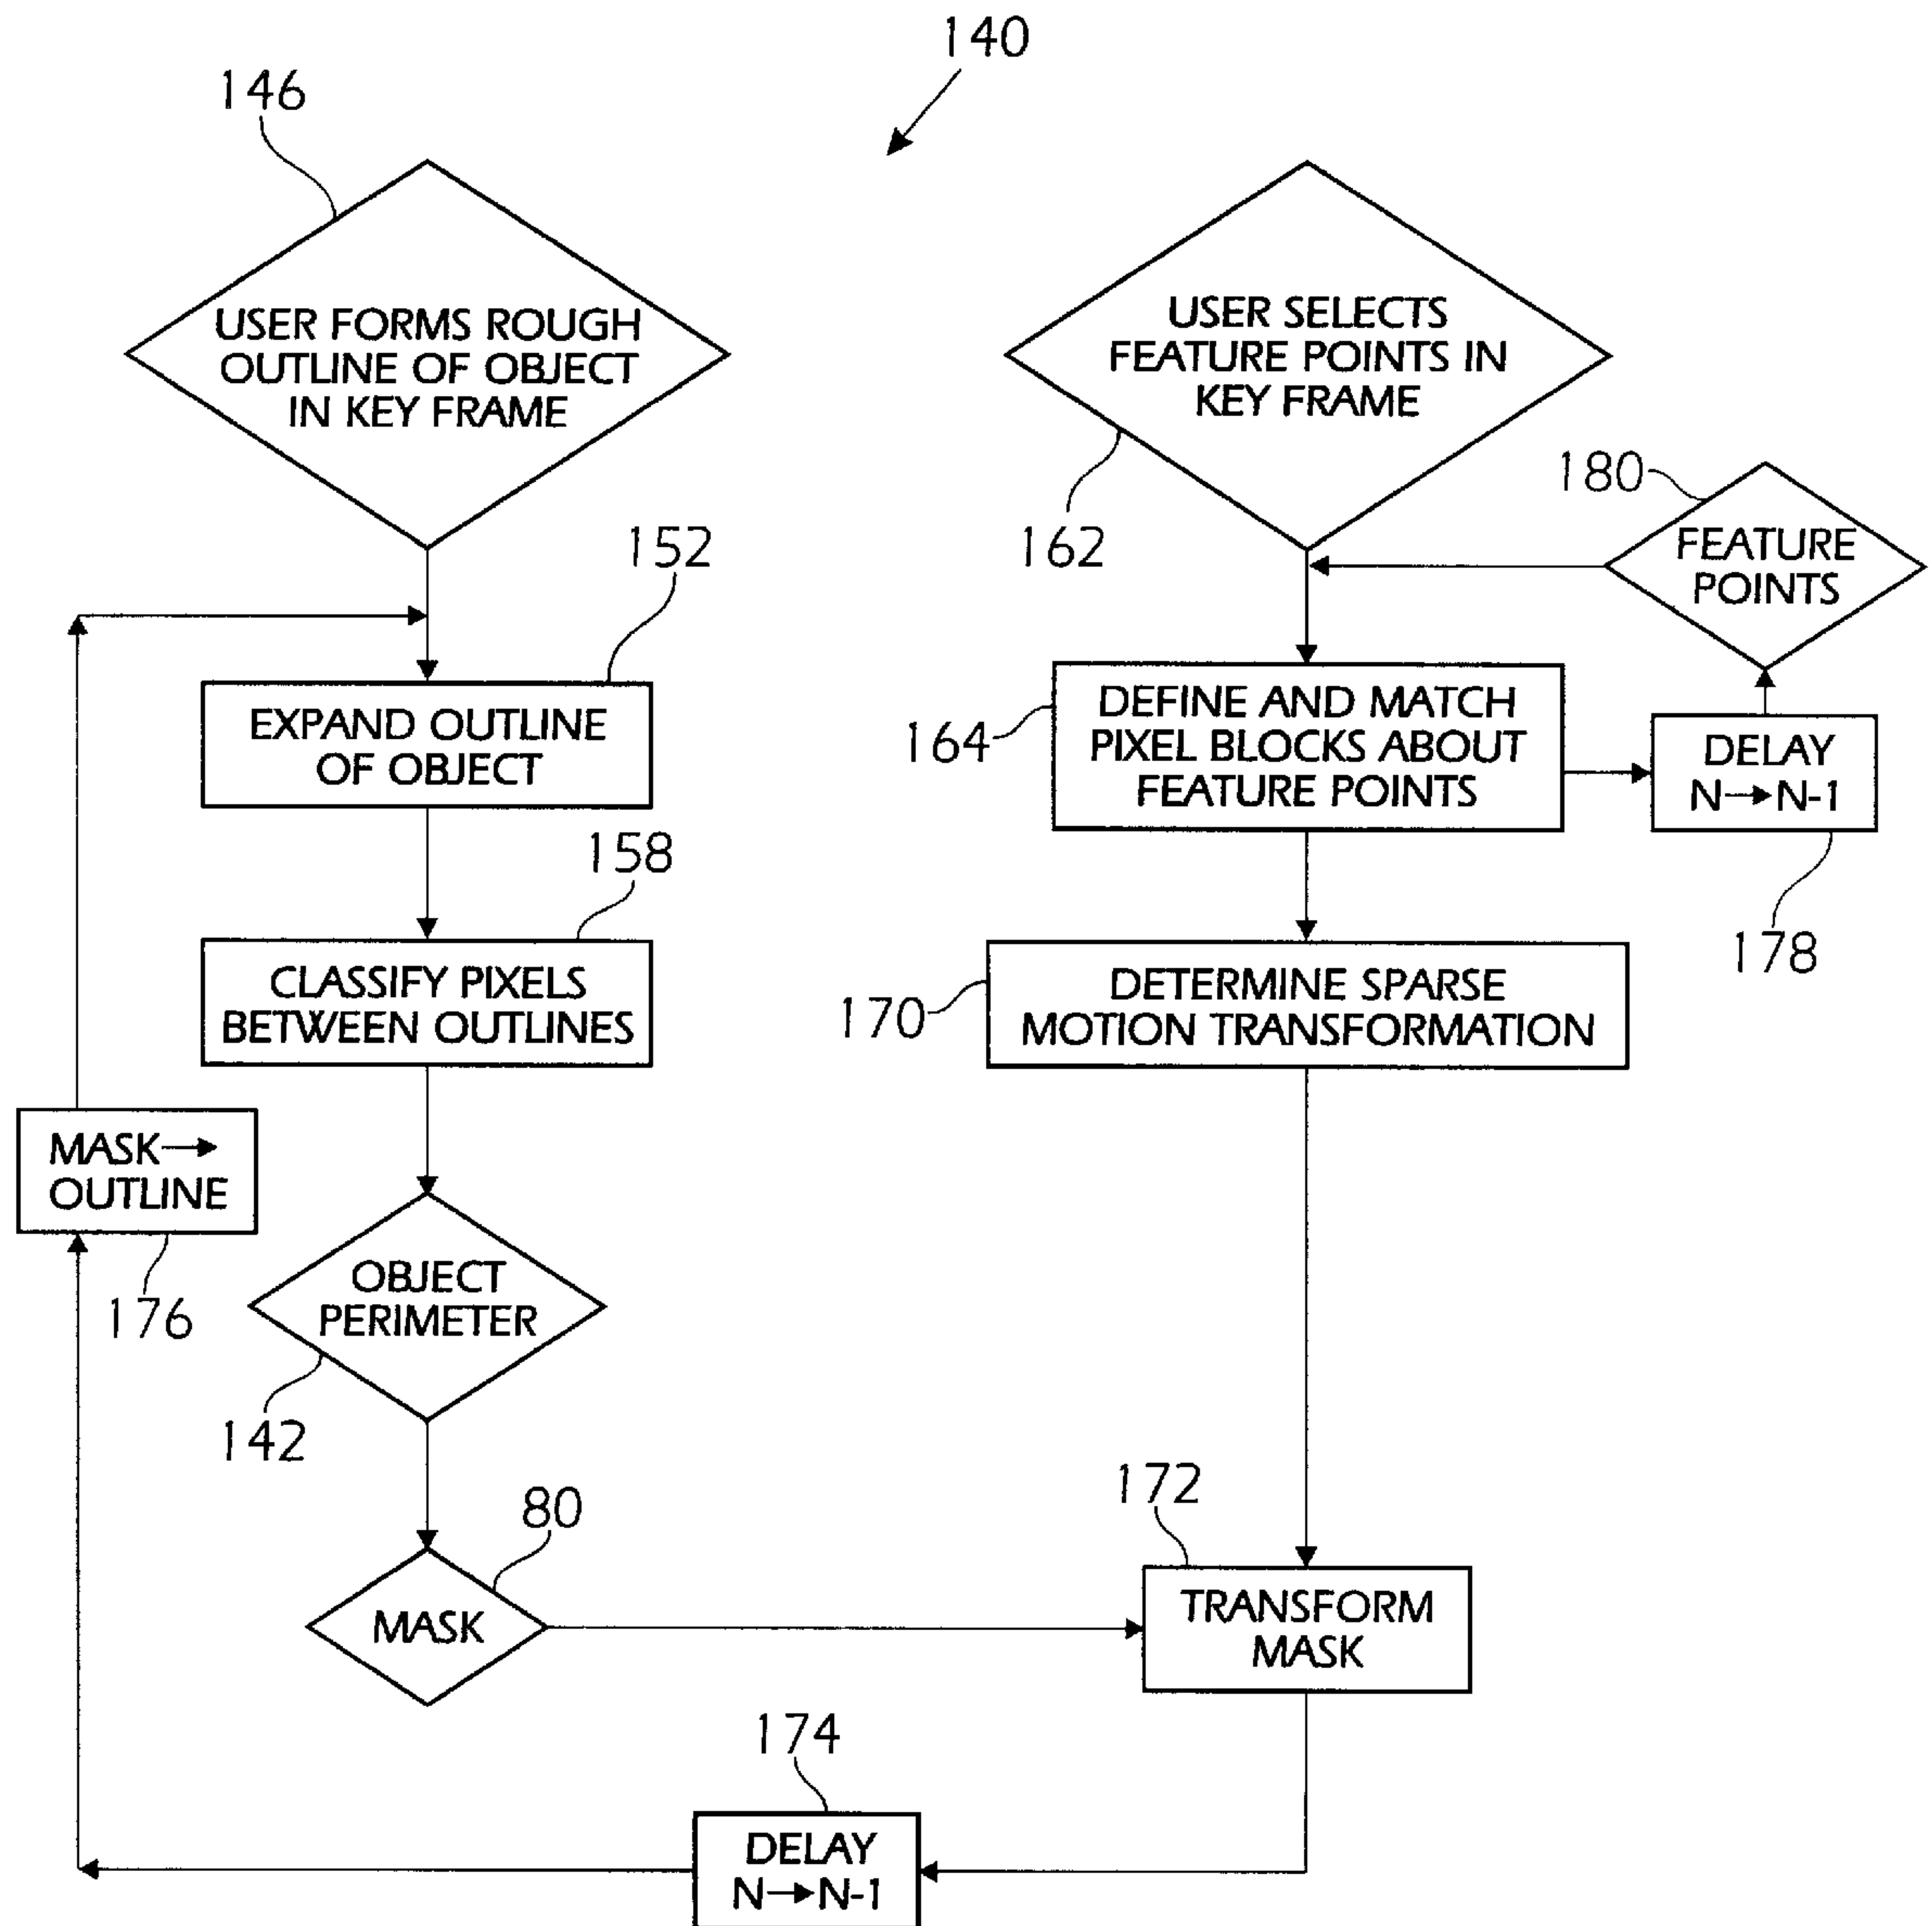 140
146
USER FORMS ROUGH
OUTLINE OF OBJECT
IN KEY FRAME
USER SELECTS
FEATURE POINTS IN
KEY FRAME
162
180
FEATURE
POINTS
152
EXPAND OUTLINE
OF OBJECT
164
DEFINE AND MATCH
PIXEL BLOCKS ABOUT
FEATURE POINTS
DELAY
N→N-1
178
158
CLASSIFY PIXELS
BETWEEN OUTLINES
170
DETERMINE SPARSE
MOTION TRANSFORMATION
MASK→
OUTLINE
176
OBJECT
PERIMETER
142
80
MASK
172
TRANSFORM
MASK
174
DELAY
N→N-1